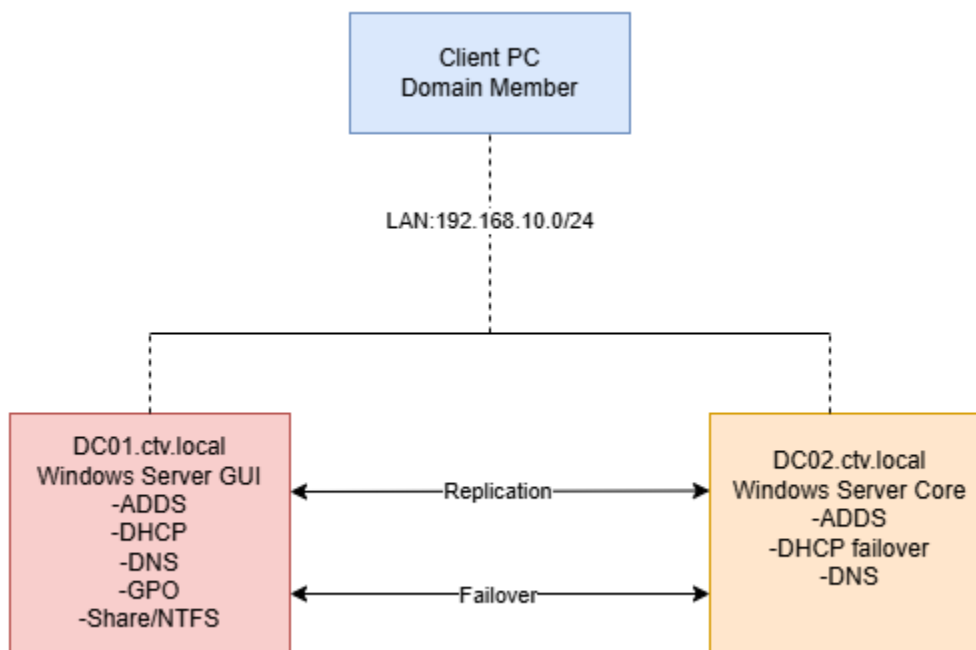 Client PC
Domain Member
LAN:192.168.10.0/24
DC01.ctv.local
Windows Server GUI
-ADDS
-DHCP
-DNS
-GPO
-Share/NTFS
Replication
Failover
DC02.ctv.local
Windows Server Core
-ADDS
-DHCP failover
-DNS